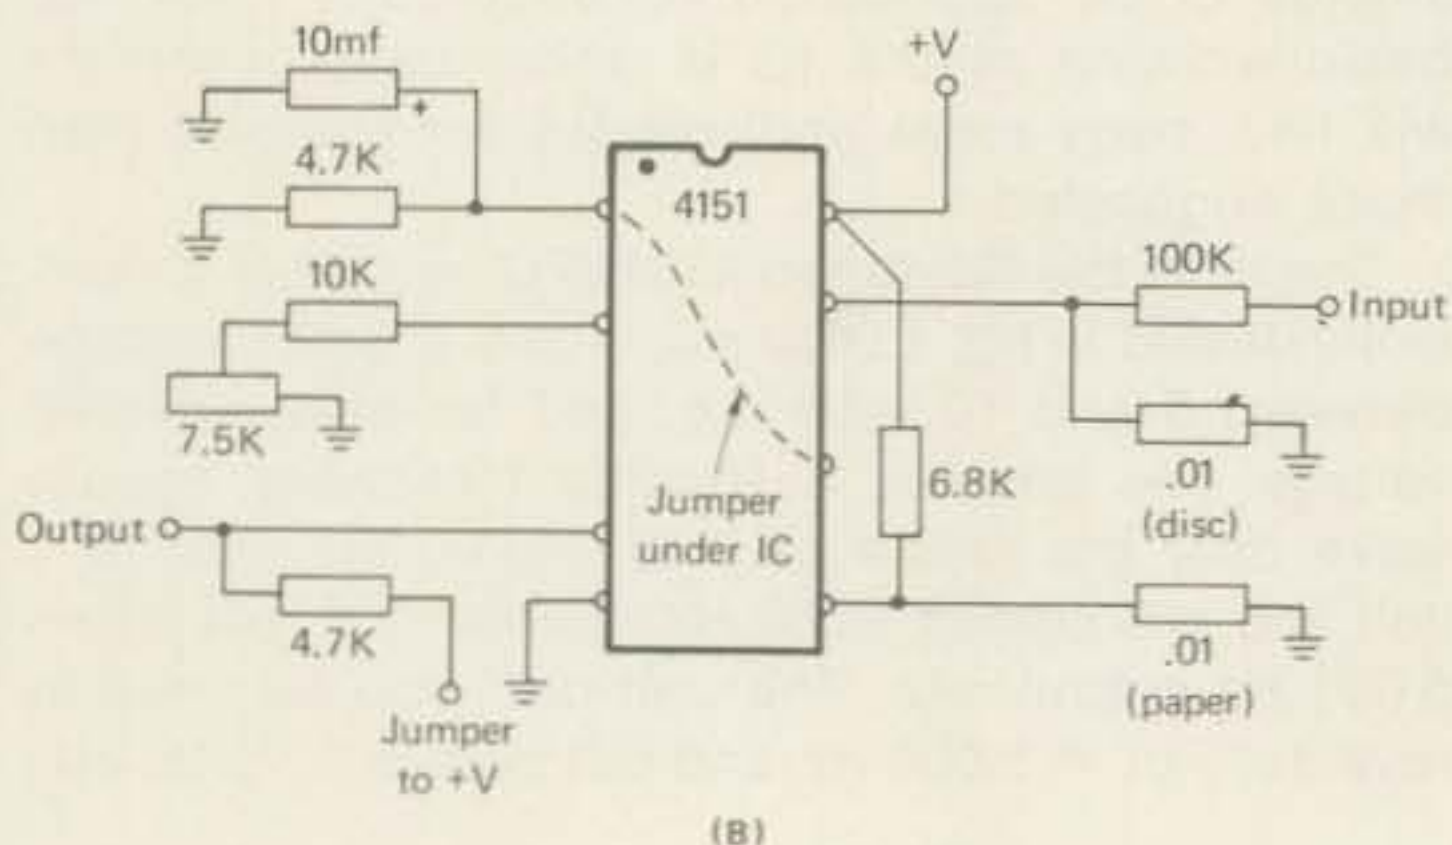 10mf
+V
+
4.7K
4151
10K
100K
Input
7.5K
6.8K
.01
(disc)
Jumper
under IC
Output
4.7K
.01
(paper)
Jumper
to +V
(B)